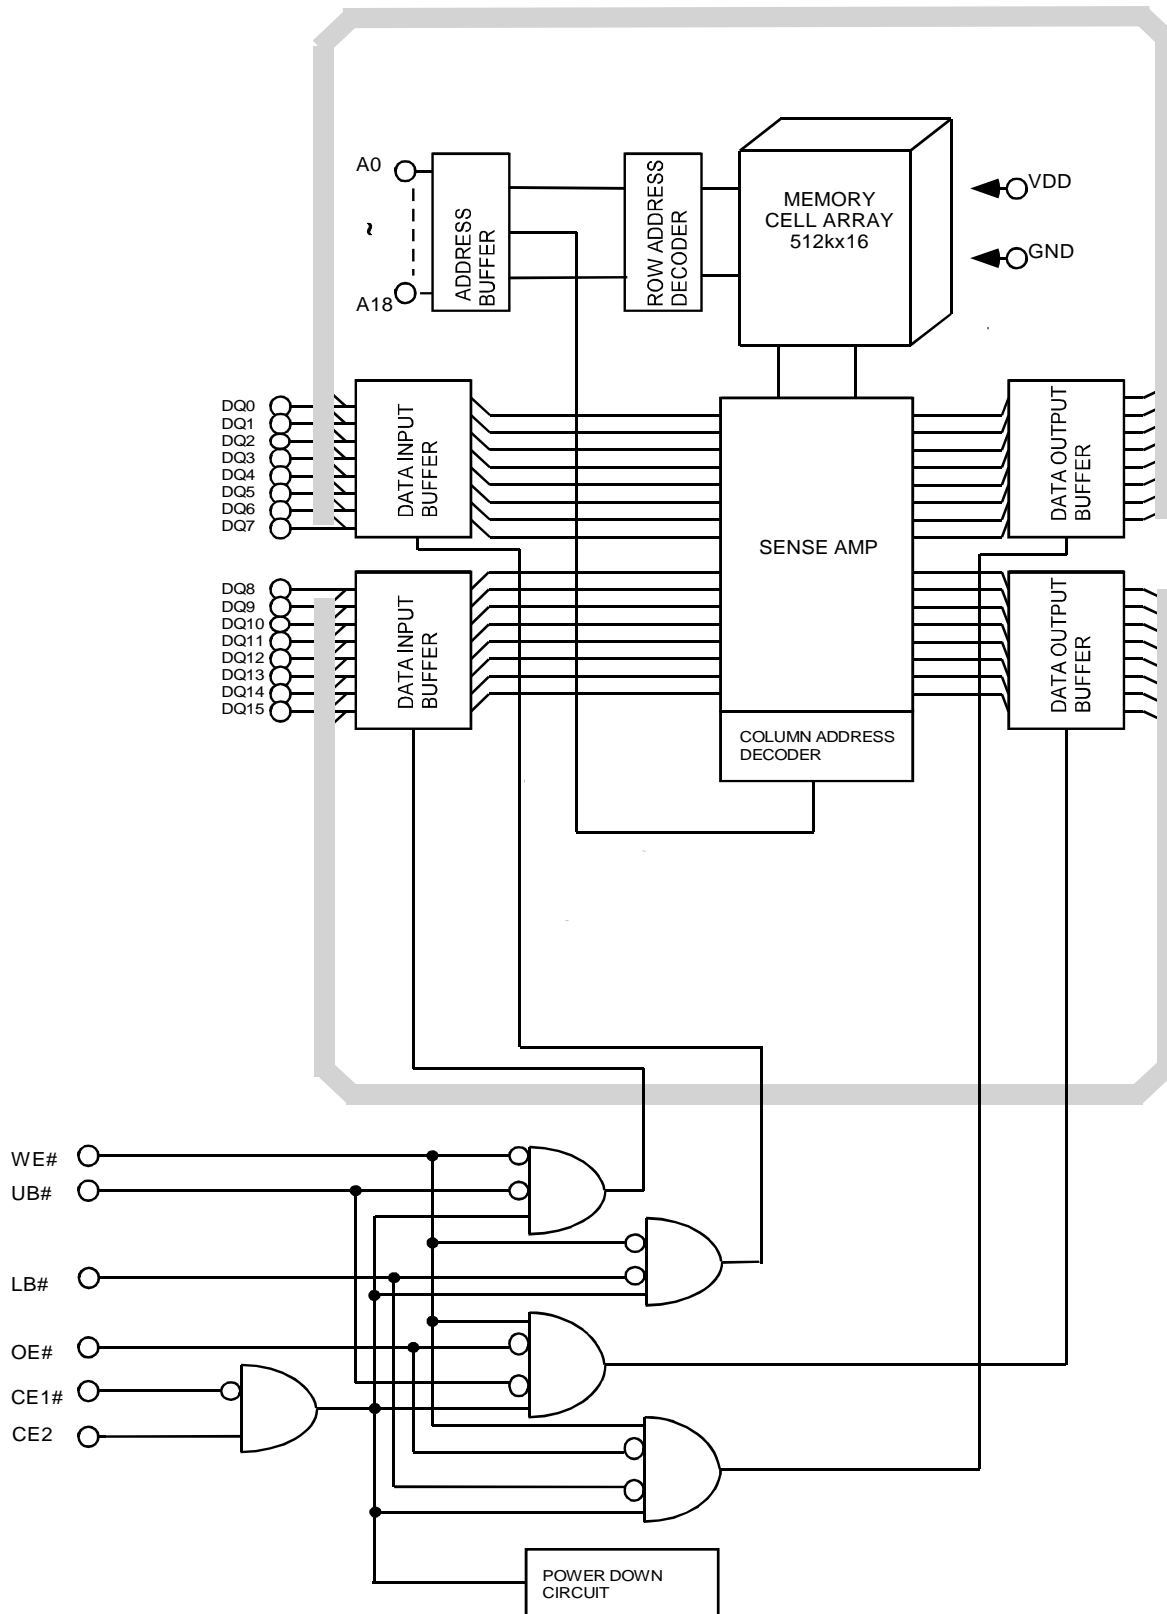 A0
~
A18
ADDRESS
BUFFER
ROW ADDRESS
DECODER
MEMORY
CELL ARRAY
512kx16
VDD
GND
DQ0
DQ1
DQ2
DQ3
DQ4
DQ5
DQ6
DQ7
DATA INPUT
BUFFER
SENSE AMP
DATA OUTPUT
BUFFER
DQ8
DQ9
DQ10
DQ11
DQ12
DQ13
DQ14
DQ15
DATA INPUT
BUFFER
DATA OUTPUT
BUFFER
COLUMN ADDRESS
DECODER
WE#
UB#
LB#
OE#
CE1#
CE2
POWER DOWN
CIRCUIT